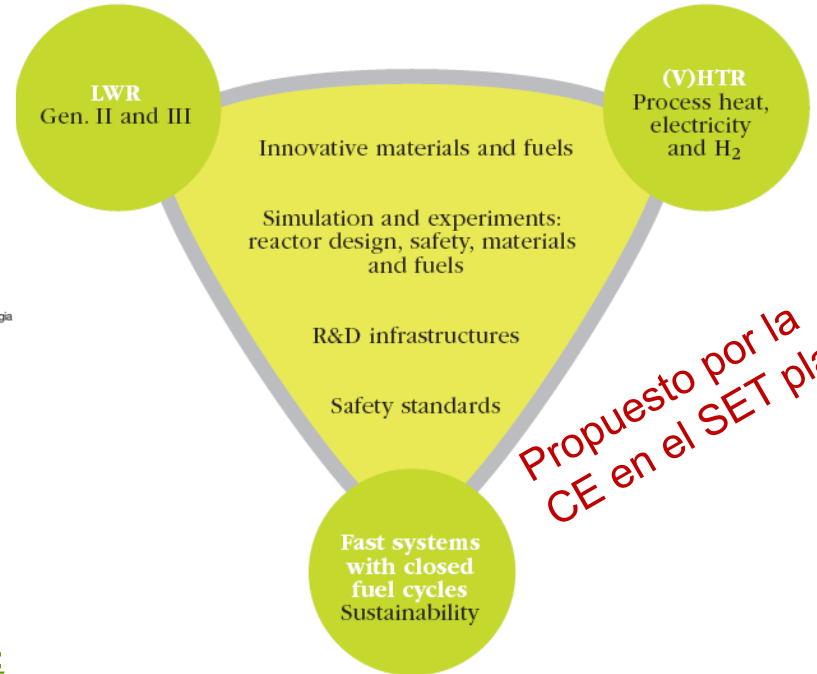 LWR
Gen. II and III
(V)HTR
Process heat,
electricity
and H₂
Innovative materials and fuels
Simulation and experiments:
reactor design, safety, materials
and fuels
gia
R&D infrastructures
Safety standards
Propuesto por la
CE en el SET pla
Fast systems
with closed
fuel cycles
Sustainability